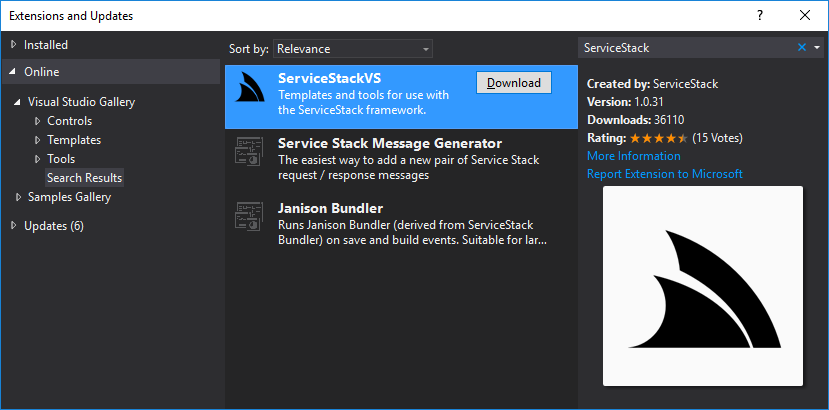 Extensions and Updates
? ×
Installed
Online
Visual Studio Gallery
Controls
Templates
Tools
Search Results
Samples Gallery
Updates (6)
Sort by: Relevance
ServiceStackVS
Download
Templates and tools for use with
the ServiceStack framework.
Service Stack Message Generator
The easiest way to add a new pair of Service Stack
request / response messages
Janison Bundler
Runs Janison Bundler (derived from ServiceStack
Bundler) on save and build events. Suitable for lar...
ServiceStack ×
Created by: ServiceStack
Version: 1.0.31
Downloads: 36110
Rating: (15 Votes)
More Information
Report Extension to Microsoft